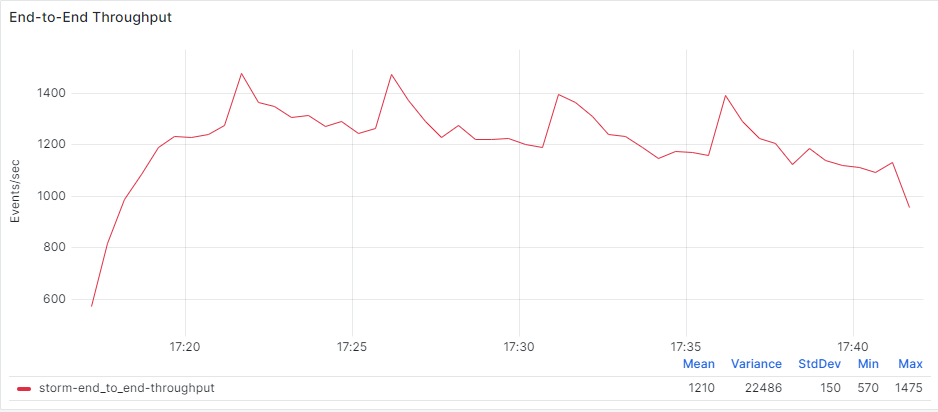 End-to-End Throughput
1400
1200
1000
800
600
Events/sec
17:20 17:25 17:30 17:35 17:40
Mean Variance StdDev Min Max
storm-end_to_end-throughput 1210 22486 150 570 1475